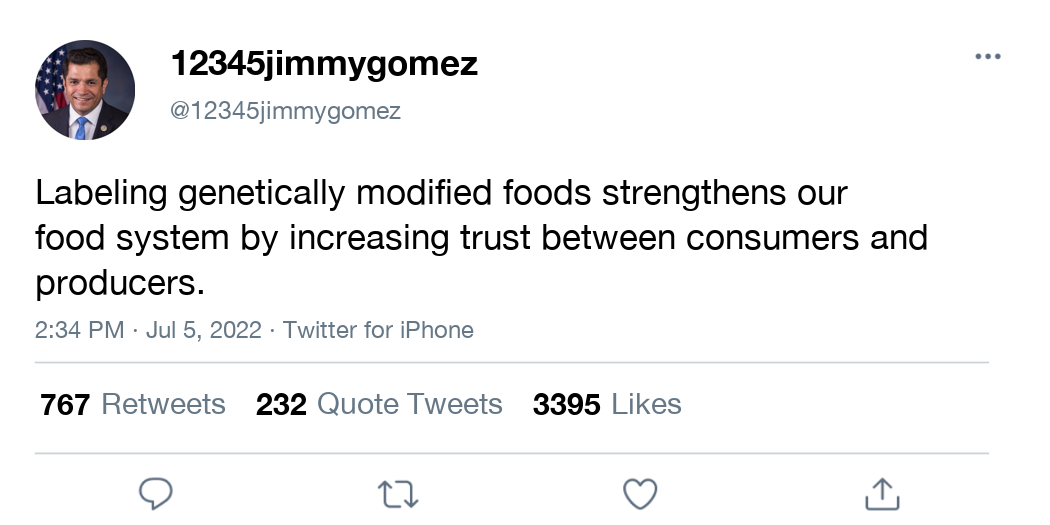 12345jimmygomez
@12345jimmygomez
Labeling genetically modified foods strengthens our
food system by increasing trust between consumers and
producers.
2:34 PM · Jul 5, 2022 · Twitter for iPhone
767 Retweets 232 Quote Tweets 3395 Likes